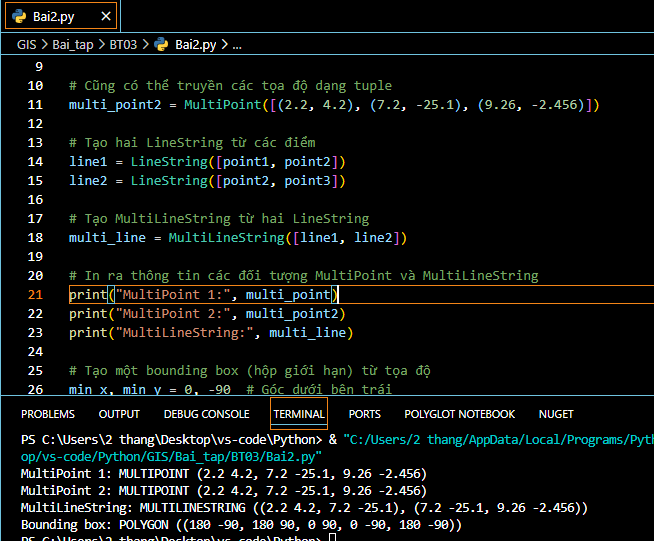 Bai2.py
GIS > Bai_tap > BT03 > Bai2.py > ...
9
10 # Cũng có thể truyền các tọa độ dạng tuple
11 multi_point2 = MultiPoint([(2.2, 4.2), (7.2, -25.1), (9.26, -2.456)])
12
13 # Tạo hai LineString từ các điểm
14 line1 = LineString([point1, point2])
15 line2 = LineString([point2, point3])
16
17 # Tạo MultiLineString từ hai LineString
18 multi_line = MultiLineString([line1, line2])
19
20 # In ra thông tin các đối tượng MultiPoint và MultiLineString
21 print("MultiPoint 1:", multi_point)
22 print("MultiPoint 2:", multi_point2)
23 print("MultiLineString:", multi_line)
24
25 # Tạo một bounding box (hộp giới hạn) từ tọa độ
26 min_x, min_y = 0, -90 # Góc dưới bên trái
PROBLEMS OUTPUT DEBUG CONSOLE TERMINAL PORTS POLYGLOT NOTEBOOK NUGET
PS C:\Users\2 thang\Desktop\vs-code\Python> & "C:/Users/2 thang/AppData/Local/Programs/Pyth
op/vs-code/Python/GIS/Bai_tap/BT03/Bai2.py"
MultiPoint 1: MULTIPOINT (2.2 4.2, 7.2 -25.1, 9.26 -2.456)
MultiPoint 2: MULTIPOINT (2.2 4.2, 7.2 -25.1, 9.26 -2.456)
MultiLineString: MULTILINESTRING ((2.2 4.2, 7.2 -25.1), (7.2 -25.1, 9.26 -2.456))
Bounding box: POLYGON ((180 -90, 180 90, 0 90, 0 -90, 180 -90))
PS C:\Users\2 thang\Desktop\vs-code\Python>